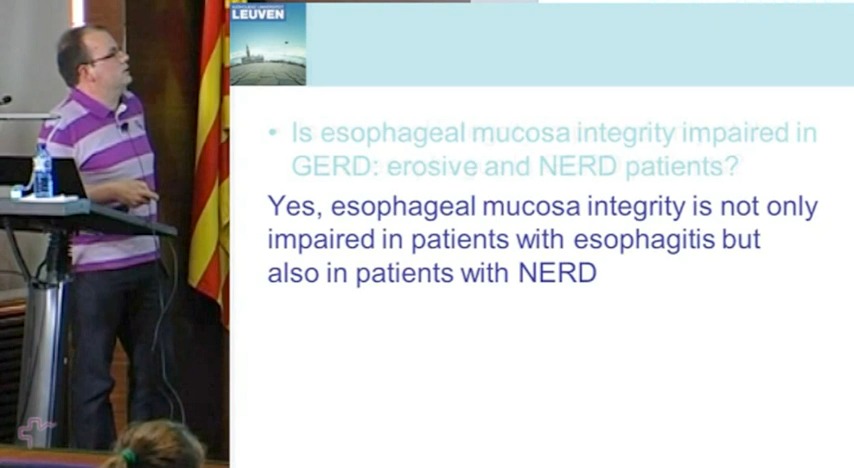 LEUVEN
• Is esophageal mucosa integrity impaired in
GERD: erosive and NERD patients?
Yes, esophageal mucosa integrity is not only
impaired in patients with esophagitis but
also in patients with NERD